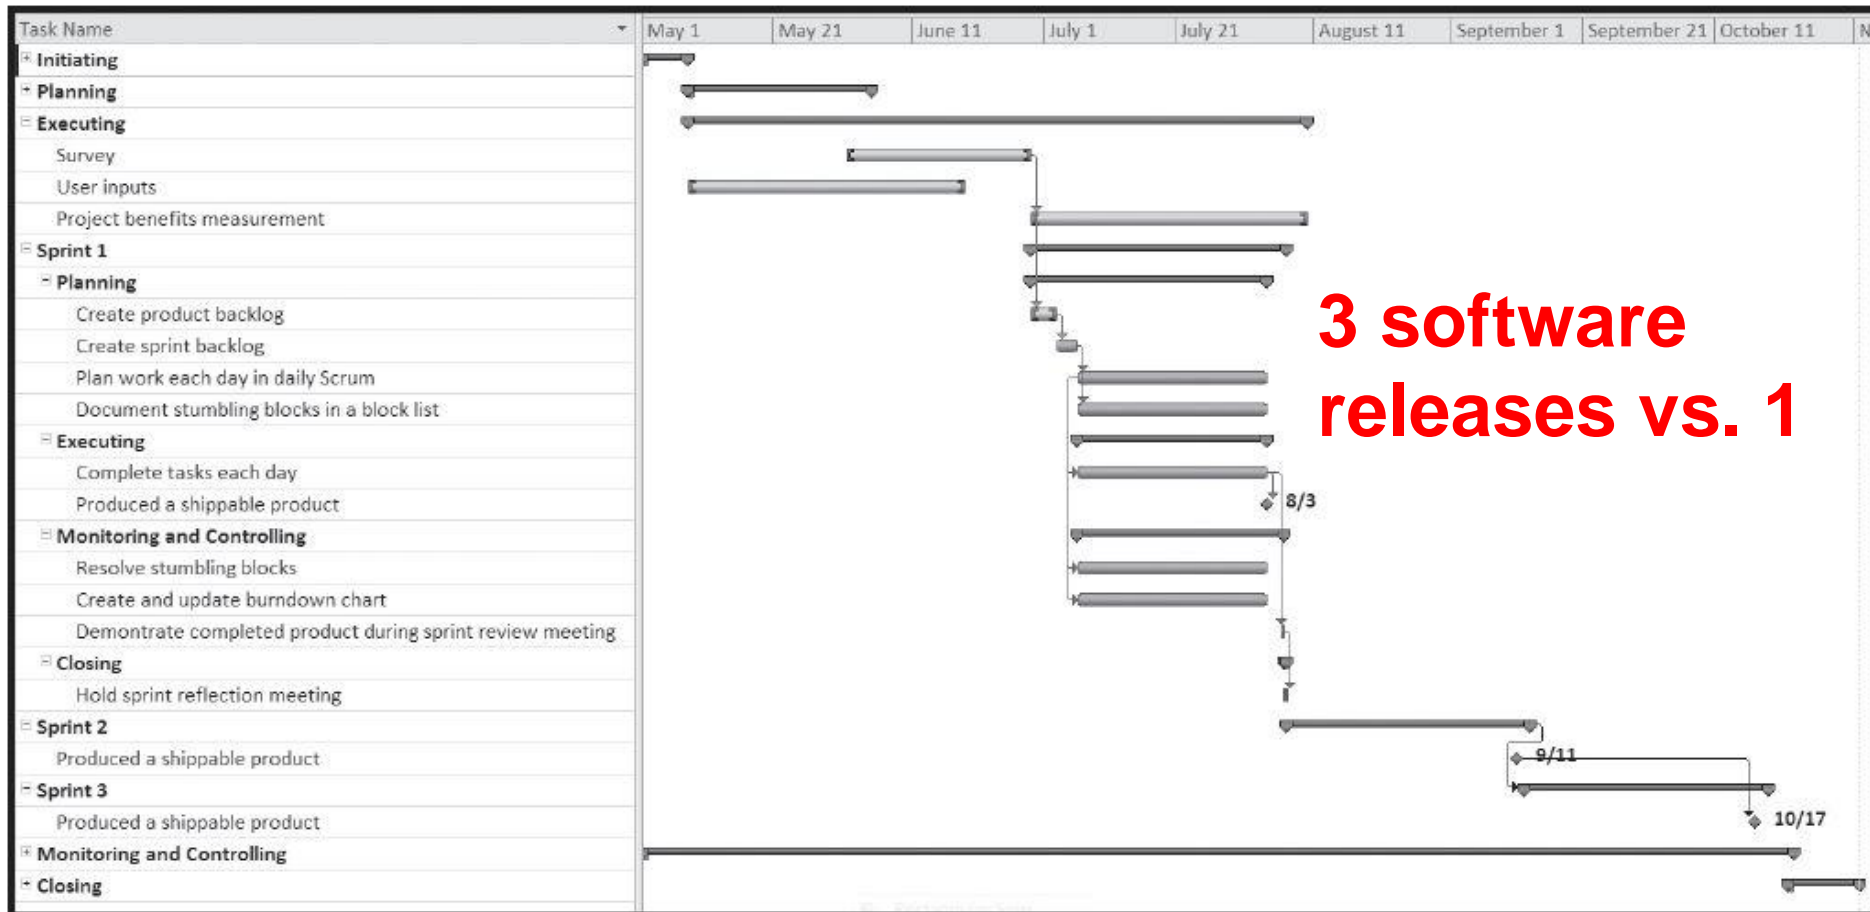 Task Name May 1 May 21 June 11 July 1 July 21 August 11 September 1 September 21 October 11 N
Initiating
Planning
Executing
Survey
User inputs
Project benefits measurement
Sprint 1
Planning
Create product backlog
Create sprint backlog
Plan work each day in daily Scrum
Document stumbling blocks in a block list
Executing
Complete tasks each day
Produced a shippable product 8/3
Monitoring and Controlling
Resolve stumbling blocks
Create and update burndown chart
Demontrate completed product during sprint review meeting
Closing
Hold sprint reflection meeting
Sprint 2
Produced a shippable product 9/11
Sprint 3
Produced a shippable product 10/17
Monitoring and Controlling
Closing
3 software
releases vs. 1